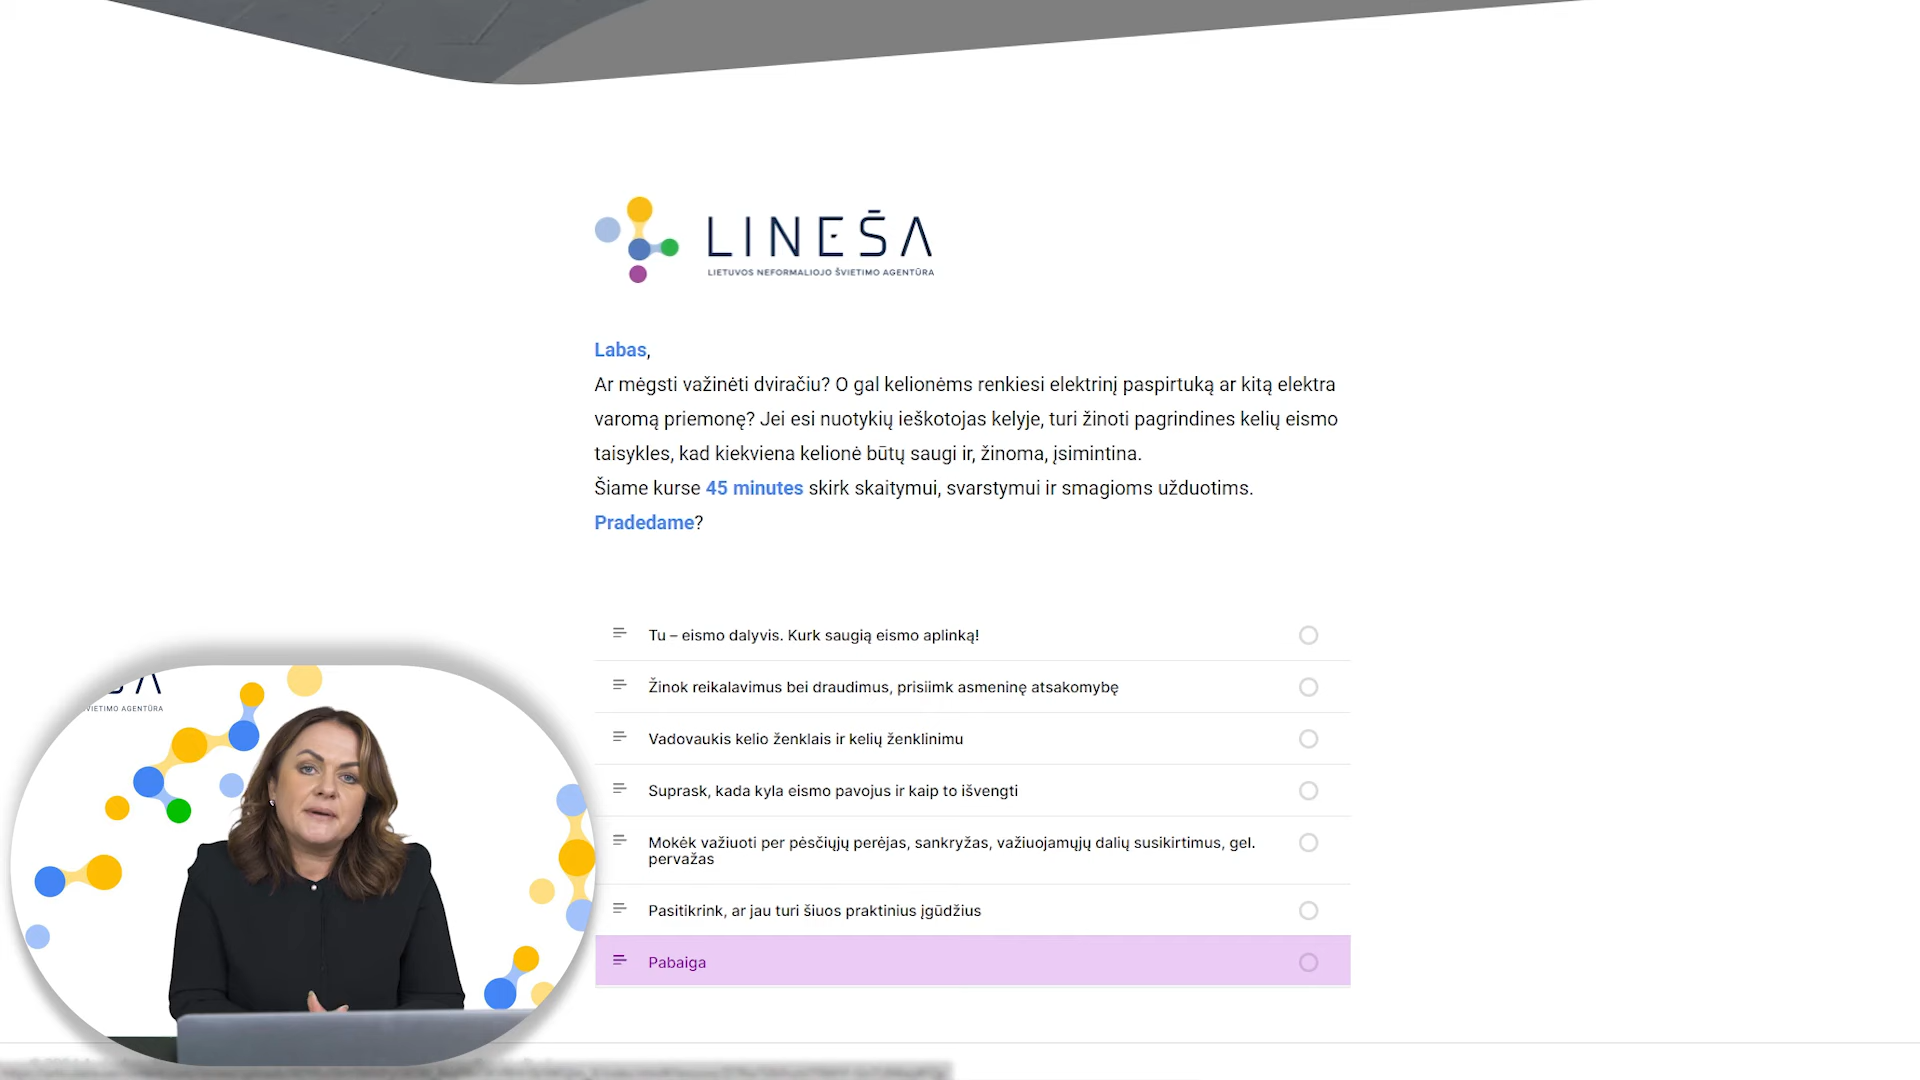 LINEŠA
LIETUVOS NEFORMALIOJO ŠVIETIMO AGENTŪRA
Labas,
Ar mėgsti važinėti dviračiu? O gal kelionėms renkiesi elektrinį paspirtuką ar kitą elektra
varomą priemonę? Jei esi nuotykių ieškotojas kelyje, turi žinoti pagrindines kelių eismo
taisykles, kad kiekviena kelionė būtų saugi ir, žinoma, įsimintina.
Šiame kurse 45 minutes skirk skaitymui, svarstymui ir smagioms užduotims.
Pradedame?
Tu – eismo dalyvis. Kurk saugią eismo aplinką!
Žinok reikalavimus bei draudimus, prisiimk asmeninę atsakomybę
Vadovaukis kelio ženklais ir kelių ženklinimu
Suprask, kada kyla eismo pavojus ir kaip to išvengti
Mokėk važiuoti per pėsčiųjų perėjas, sankryžas, važiuojamųjų dalių susikirtimus, gel.
pervažas
Pasitikrink, ar jau turi šiuos praktinius įgūdžius
Pabaiga
AGENTŪRA